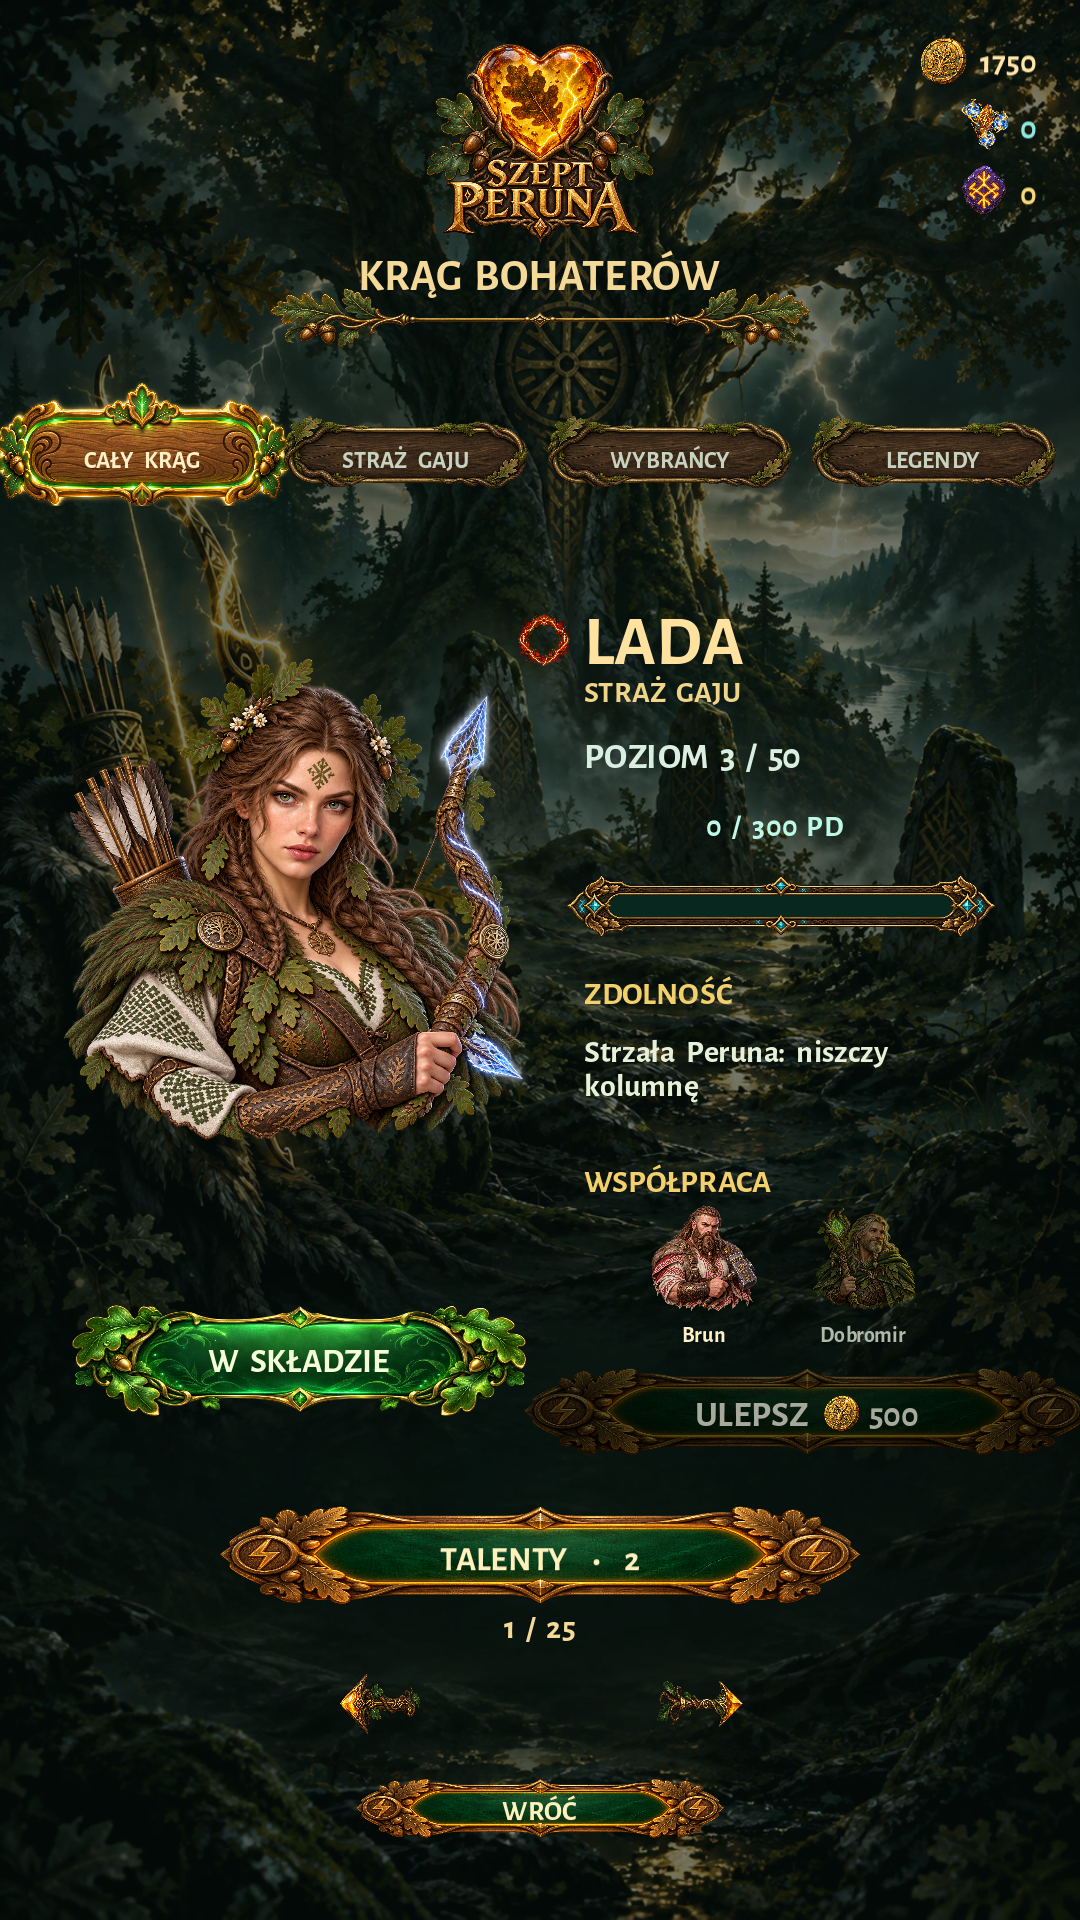 1750
0
0
SZEPT
PERUNA
KRĄG BOHATERÓW
CAŁY KRĄG
STRAŻ GAJU
WYBRAŃCY
LEGENDY
LADA
STRAŻ GAJU
POZIOM 3 / 50
0 / 300 PD
ZDOLNOŚĆ
Strzała Peruna: niszczy
kolumnę
WSPÓŁPRACA
Brun
Dobromir
W SKŁADZIE
ULEPSZ 500
TALENTY · 2
1 / 25
WRÓĆ